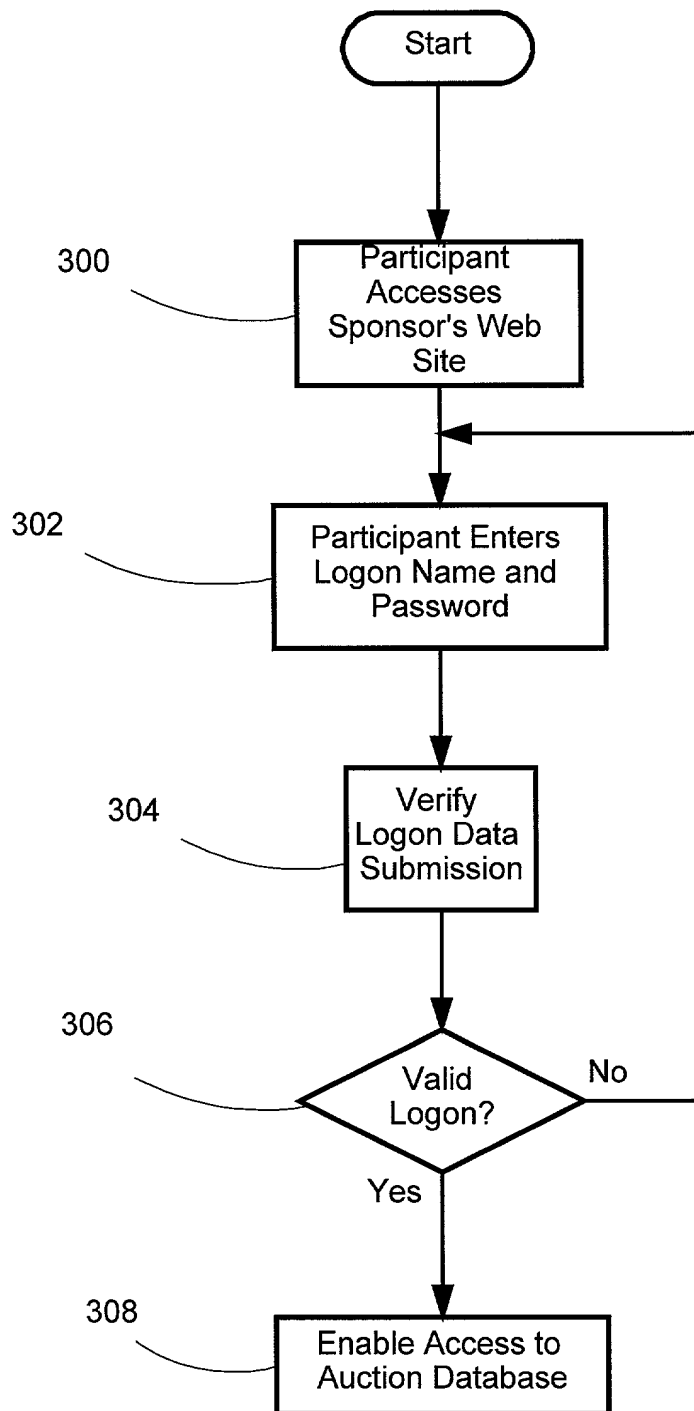 Start
300
Participant
Accesses
Sponsor's Web
Site
302
Participant Enters
Logon Name and
Password
304
Verify
Logon Data
Submission
306
Valid
Logon?
No
Yes
308
Enable Access to
Auction Database